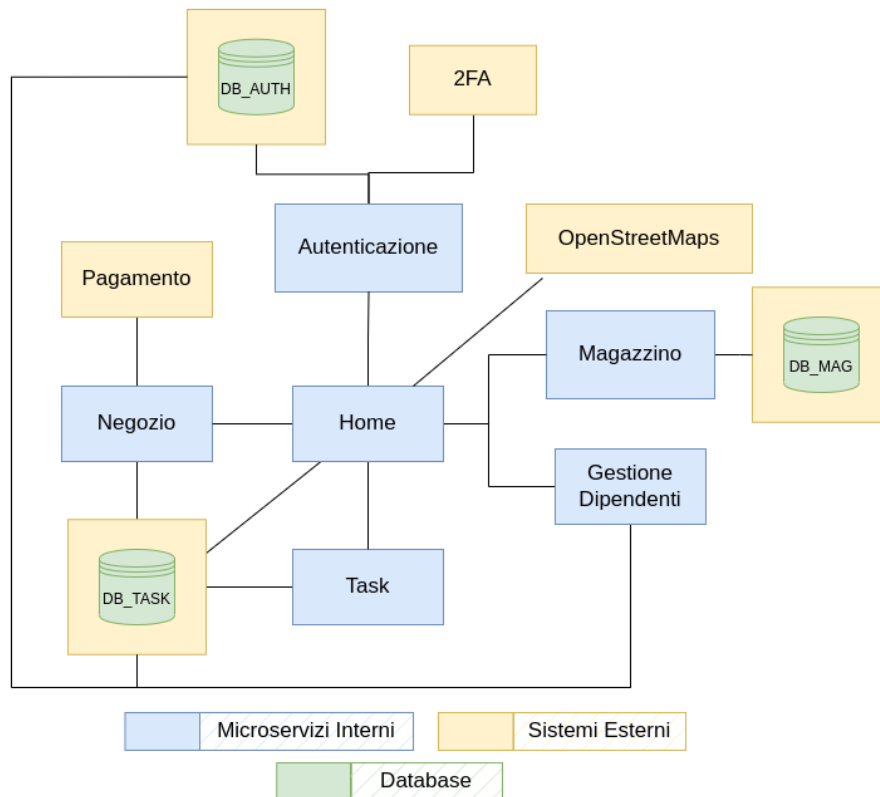 DB_AUTH
2FA
Autenticazione
OpenStreetMaps
Pagamento
Magazzino
DB_MAG
Negozio
Home
Gestione
Dipendenti
DB_TASK
Task
Microservizi Interni
Sistemi Esterni
Database